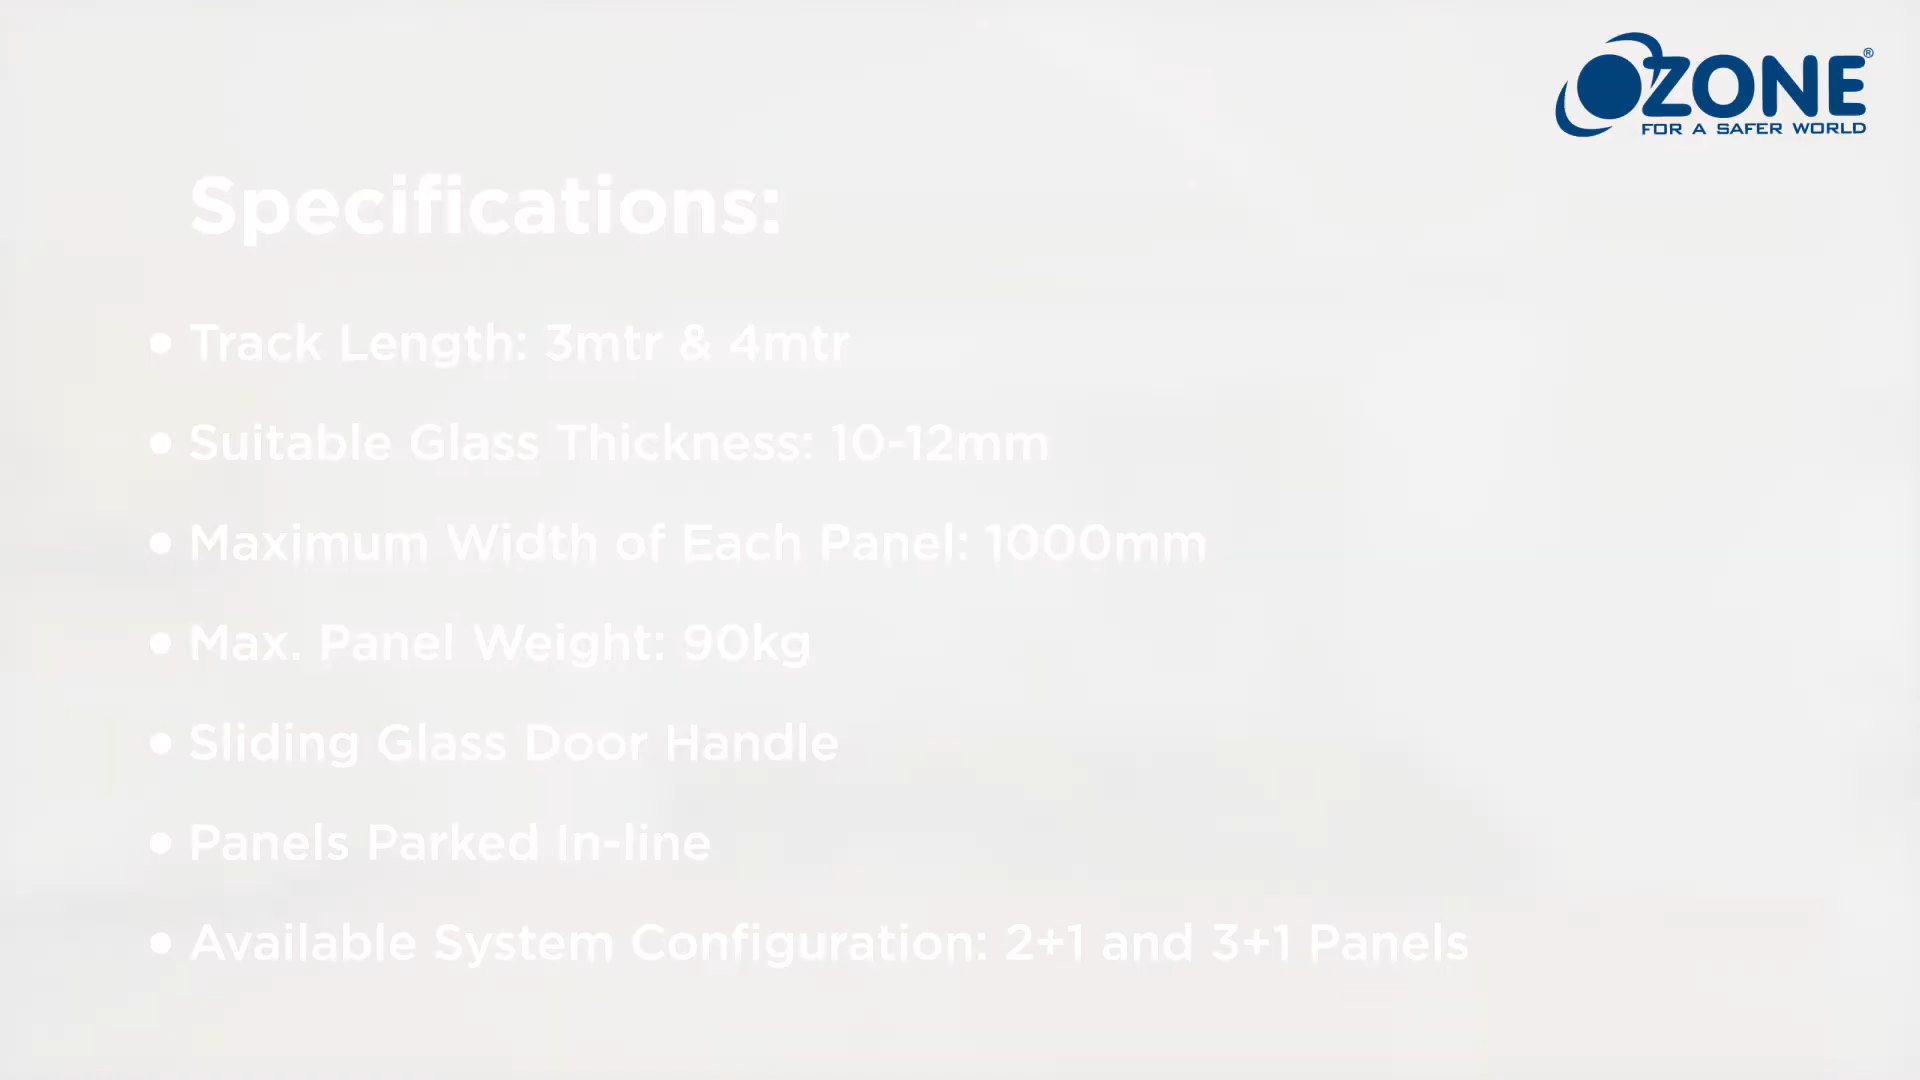 OZONE®
FOR A SAFER WORLD
Specifications:
• Track Length: 3mtr & 4mtr
• Suitable Glass Thickness: 10-12mm
• Maximum Width of Each Panel: 1000mm
• Max. Panel Weight: 90kg
• Sliding Glass Door Handle
• Panels Parked In-line
• Available System Configuration: 2+1 and 3+1 Panels